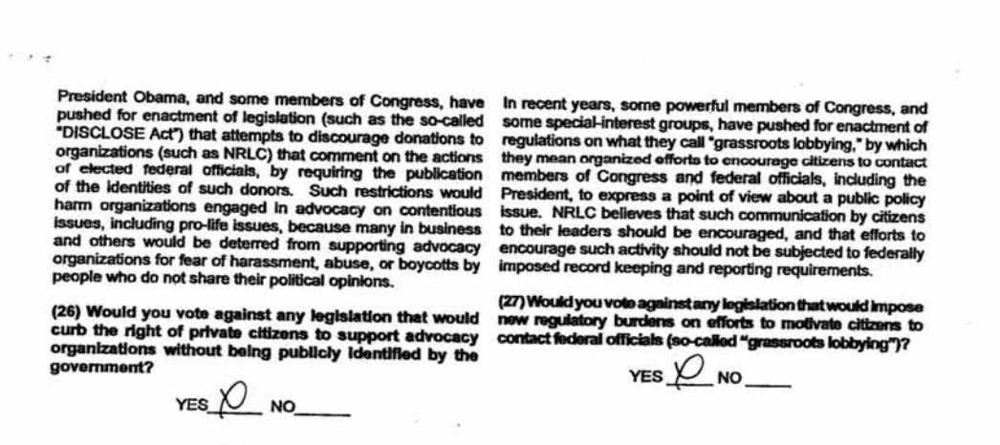 President Obama, and some members of Congress, have
pushed for enactment of legislation (such as the so-called
"DISCLOSE Act") that attempts to discourage donations to
organizations (such as NRLC) that comment on the actions
of elected federal officials, by requiring the publication
of the identities of such donors. Such restrictions would
harm organizations engaged in advocacy on contentious
issues, including pro-life issues, because many in business
and others would be deterred from supporting advocacy
organizations for fear of harassment, abuse, or boycotts by
people who do not share their political opinions.
(26) Would you vote against any legislation that would
curb the right of private citizens to support advocacy
organizations without being publicly identified by the
government?
YES NO
In recent years, some powerful members of Congress, and
some special-interest groups, have pushed for enactment of
regulations on what they call "grassroots lobbying," by which
they mean organized efforts to encourage citizens to contact
members of Congress and federal officials, including the
President, to express a point of view about a public policy
issue. NRLC believes that such communication by citizens
to their leaders should be encouraged, and that efforts to
encourage such activity should not be subjected to federally
imposed record keeping and reporting requirements.
(27) Would you vote against any legislation that would impose
new regulatory burdens on efforts to motivate citizens to
contact federal officials (so-called "grassroots lobbying")?
YES NO